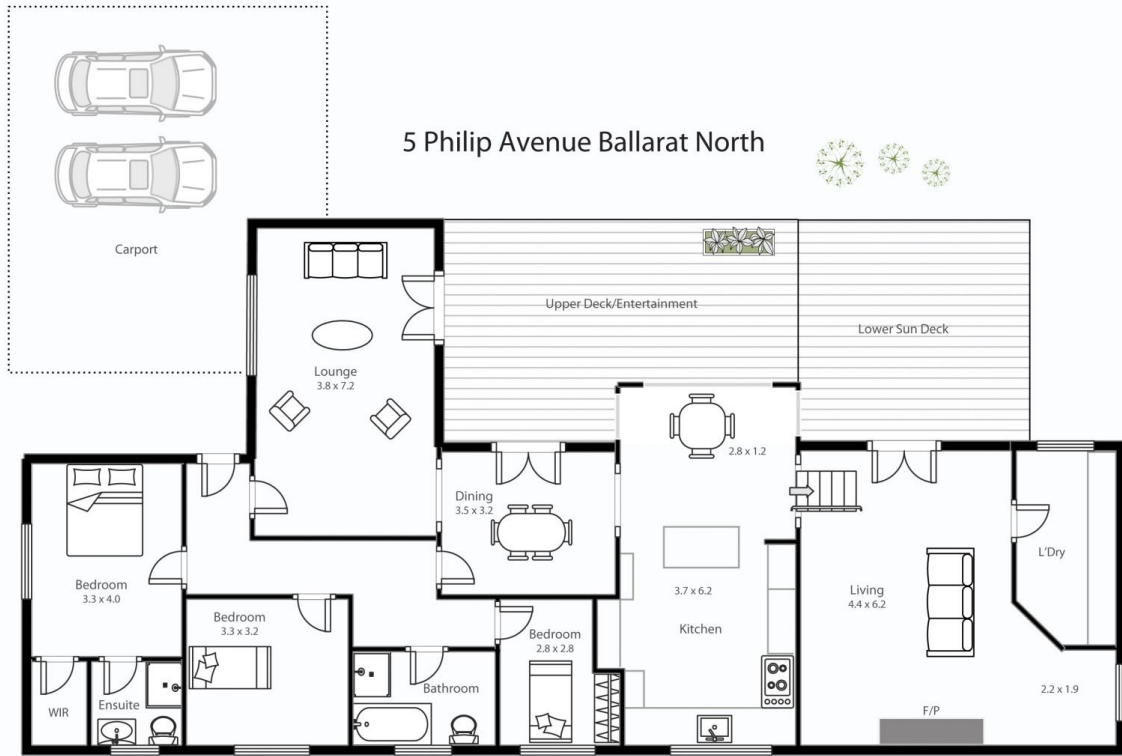 5 Philip Avenue Ballarat North
Carport
Upper Deck/Entertainment
Lower Sun Deck
Lounge
3.8 x 7.2
2.8 x 1.2
Dining
3.5 x 3.2
L'Dry
Bedroom
3.3 x 4.0
3.7 x 6.2
Living
4.4 x 6.2
Bedroom
3.3 x 3.2
Kitchen
Bedroom
2.8 x 2.8
Bathroom
2.2 x 1.9
WIR
Ensuite
F/P